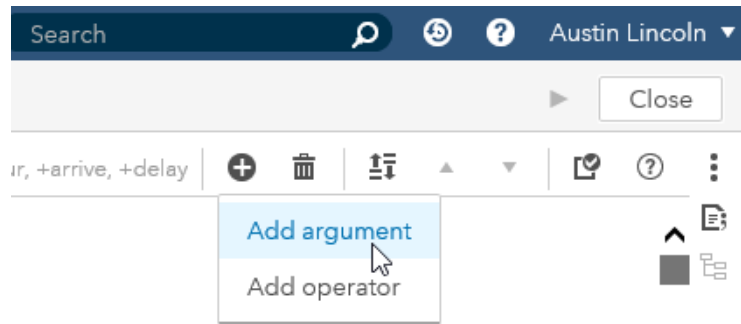 Search
Austin Lincoln
Close
+arrive, +delay
Add argument
Add operator